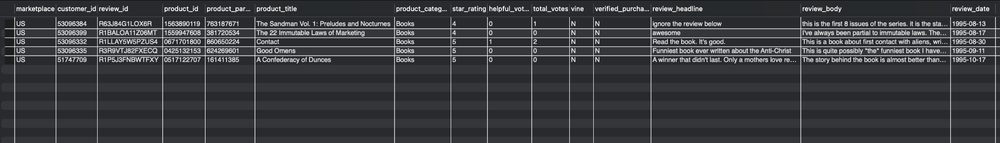 marketplace customer_id review_id product_id product_par... product_title product_categ... star_rating helpful_vot... total_votes vine verified_purcha... review_headline review_body review_date
US 53096384 R63J84G1LOX6R 1563890119 763187671 The Sandman Vol. 1: Preludes and Nocturnes Books 4 0 1 N N ignore the review below this is the first 8 issues of the series. it is the sta... 1995-08-13
US 53096399 R1BALOA11Z06MT 1559947608 381720534 The 22 Immutable Laws of Marketing Books 4 0 0 N N awesome I've always been partial to immutable laws. The... 1995-08-17
US 53096332 R1LLAY5W5PZUS4 0671701800 860650224 Contact Books 5 1 2 N N Read the book. It's good. This is a book about first contact with aliens, wri... 1995-08-30
US 53096335 R3R9VTJ82FXECQ 0425132153 624269601 Good Omens Books 5 0 0 N N Funniest book ever written about the Anti-Christ This is quite possibly *the* funniest book I have... 1995-09-11
US 51747709 R1P5J3FNBWTFXY 0517122707 161411385 A Confederacy of Dunces Books 5 0 0 N N A winner that didn't last. Only a mothers love re... The story behind the book is almost better than... 1995-10-17